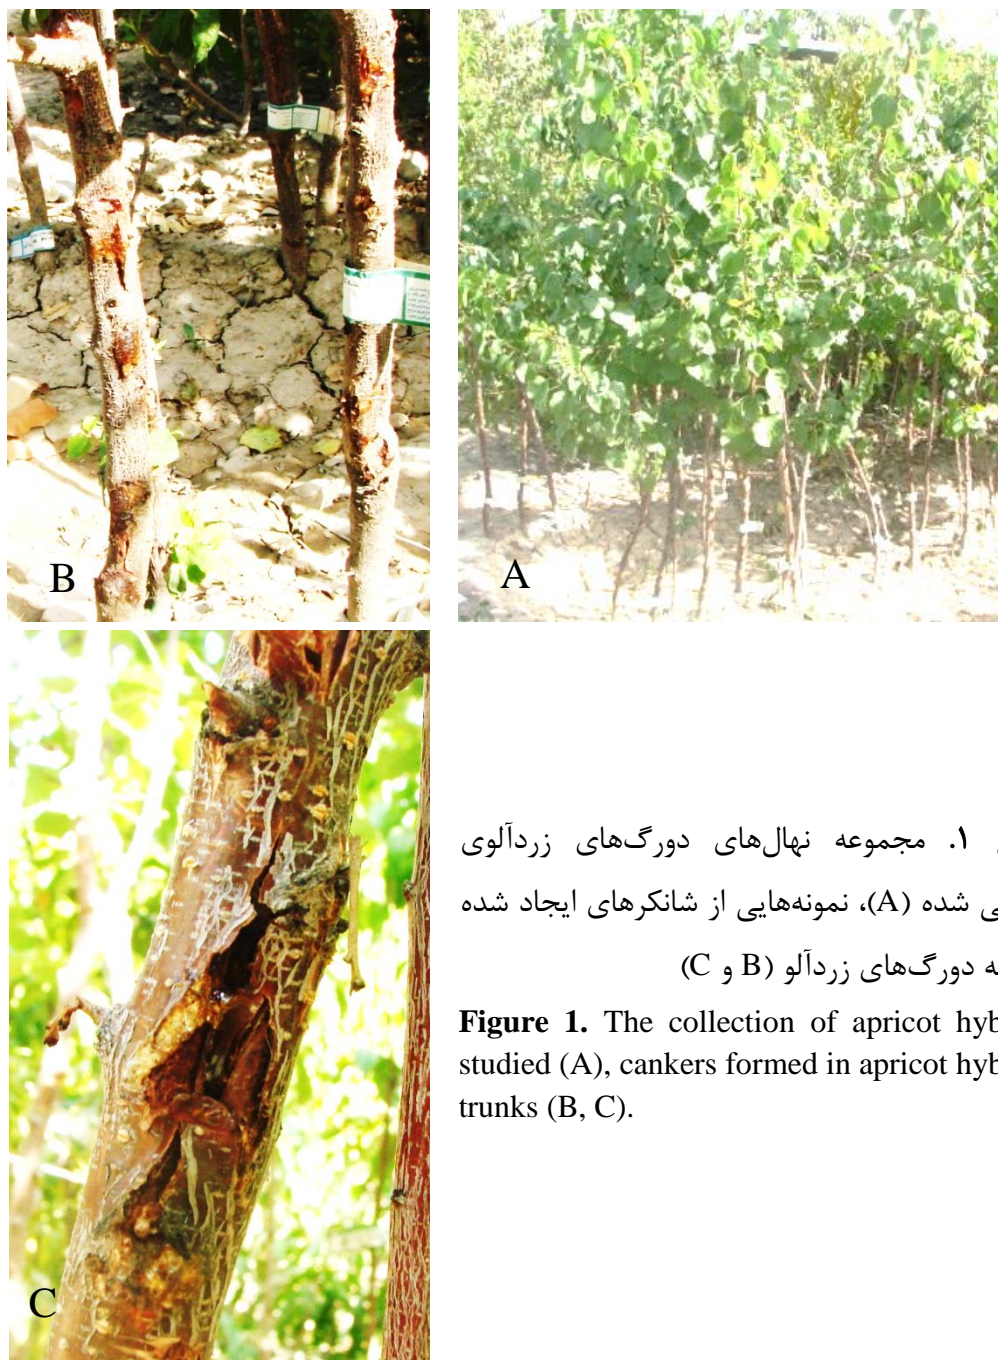 B
A
C
۱. مجموعه نهال‌های دورگ‌های زردآلوی
شده (A)، نمونه‌هایی از شانکرهای ایجاد شده
دورگ‌های زردآلو (B و C)
Figure 1. The collection of apricot hyb
studied (A), cankers formed in apricot hyb
trunks (B, C).